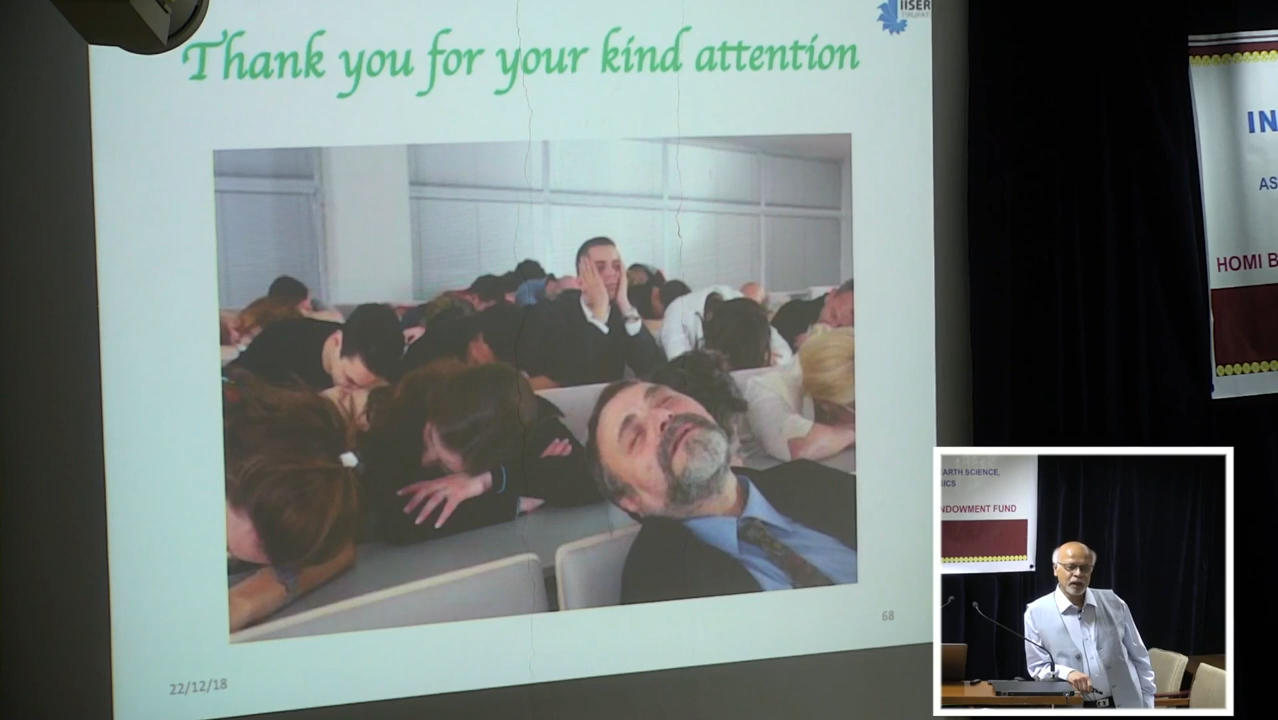 IISER
TIRUPATI
Thank you for your kind attention
68
22/12/18
IN
AS
HOMI B
EARTH SCIENCE,
ICS
ENDOWMENT FUND